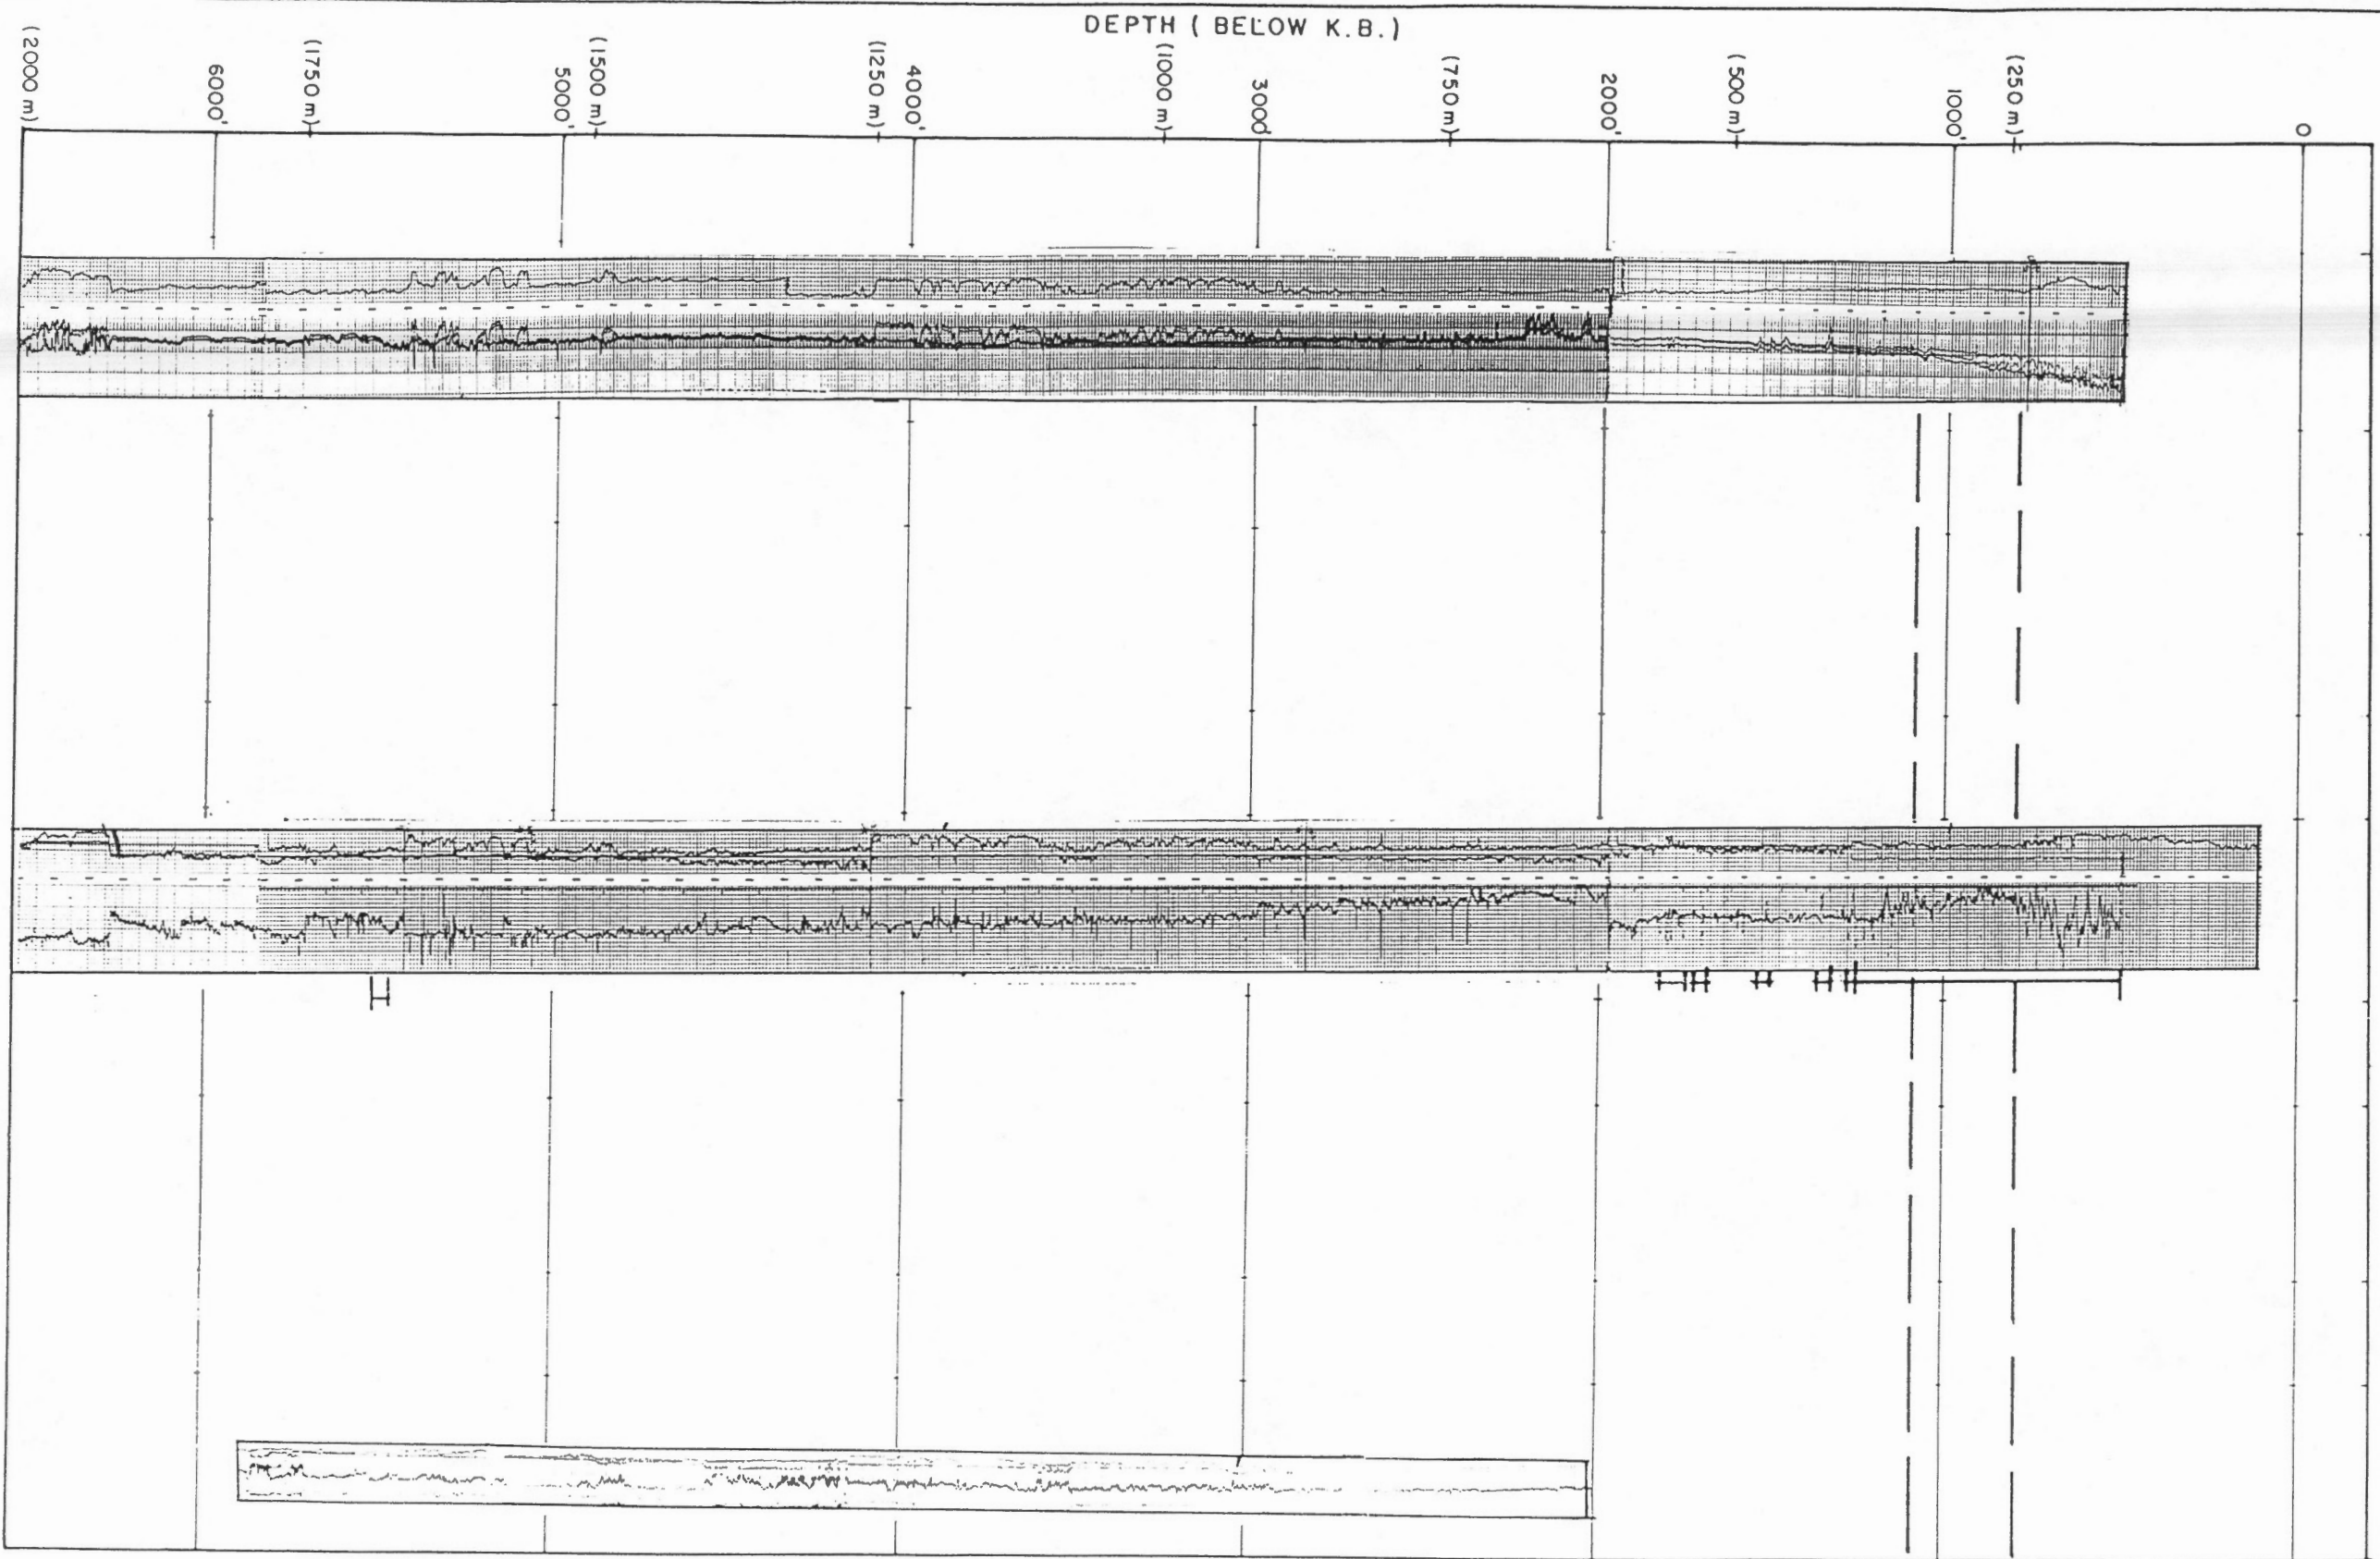 DEPTH ( BELOW K.B.)
(2000 m)
6000'
(1750 m)
5000'
(1500 m)
(1250 m)
4000'
(1000 m)
3000'
(750 m)
2000'
(500 m)
1000'
(250 m)
0